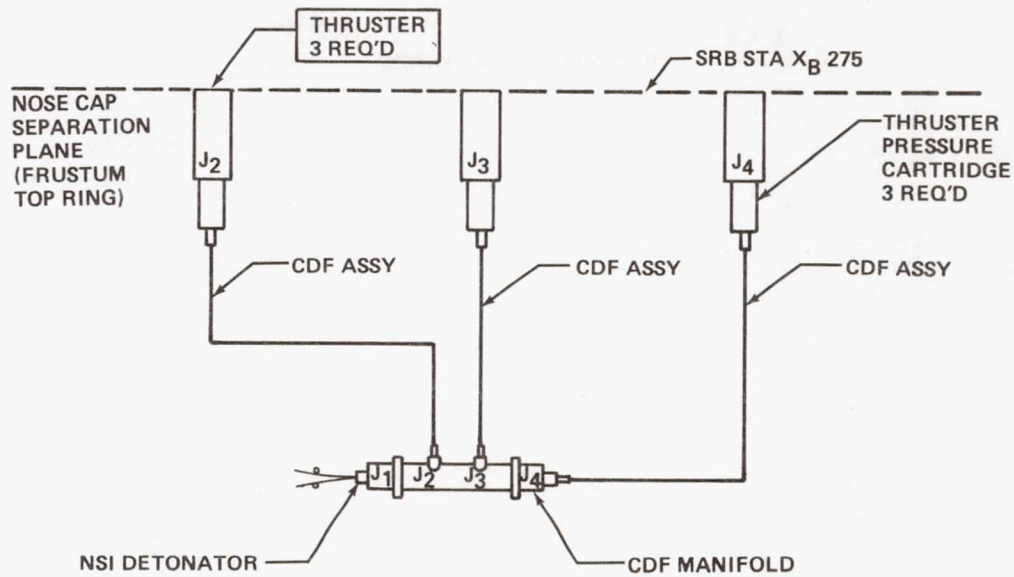 THRUSTER
3 REQ'D
SRB STA X_B 275
NOSE CAP
SEPARATION
PLANE
(FRUSTUM
TOP RING)
THRUSTER
PRESSURE
CARTRIDGE
3 REQ'D
J2
J3
J4
CDF ASSY
CDF ASSY
CDF ASSY
J1
J2
J3
J4
NSI DETONATOR
CDF MANIFOLD